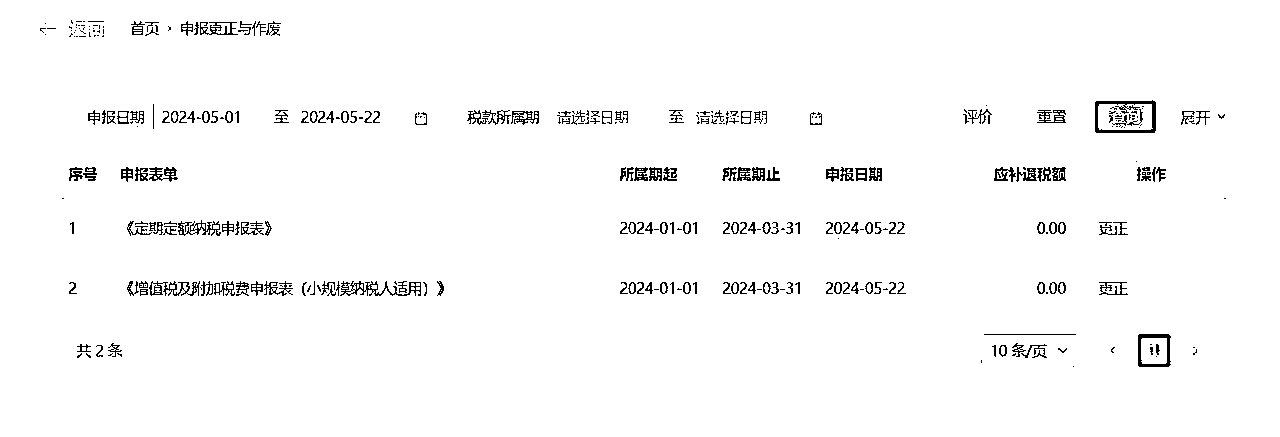 返回 首页 › 申报更正与作废
申报日期 2024-05-01 至 2024-05-22 税款所属期 请选择日期 至 请选择日期 评价 重置 查询 展开
序号 申报表单 所属期起 所属期止 申报日期 应补退税额 操作
1 《定期定额纳税申报表》 2024-01-01 2024-03-31 2024-05-22 0.00 更正
2 《增值税及附加税费申报表（小规模纳税人适用）》 2024-01-01 2024-03-31 2024-05-22 0.00 更正
共 2 条 10 条/页 1